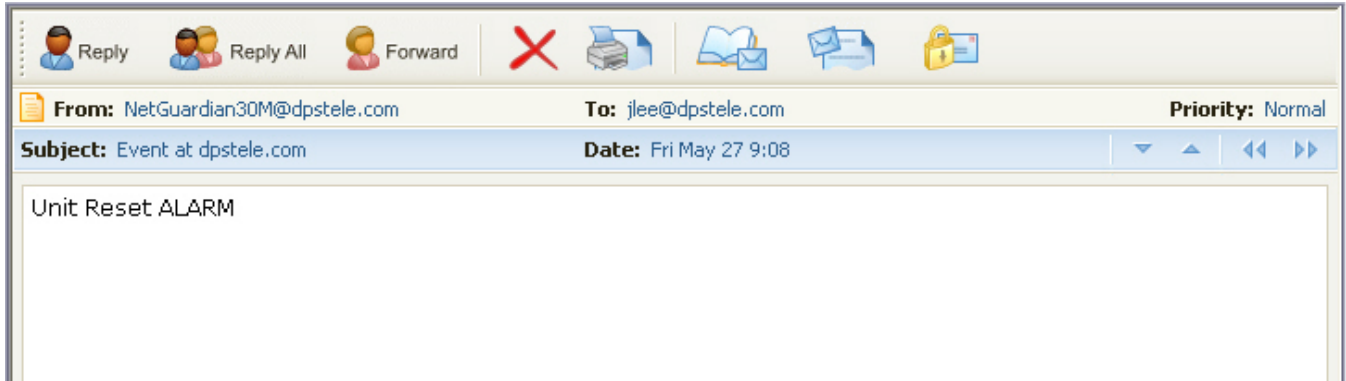 Reply Reply All Forward
From: NetGuardian30M@dpstele.com To: jlee@dpstele.com Priority: Normal
Subject: Event at dpstele.com Date: Fri May 27 9:08
Unit Reset ALARM